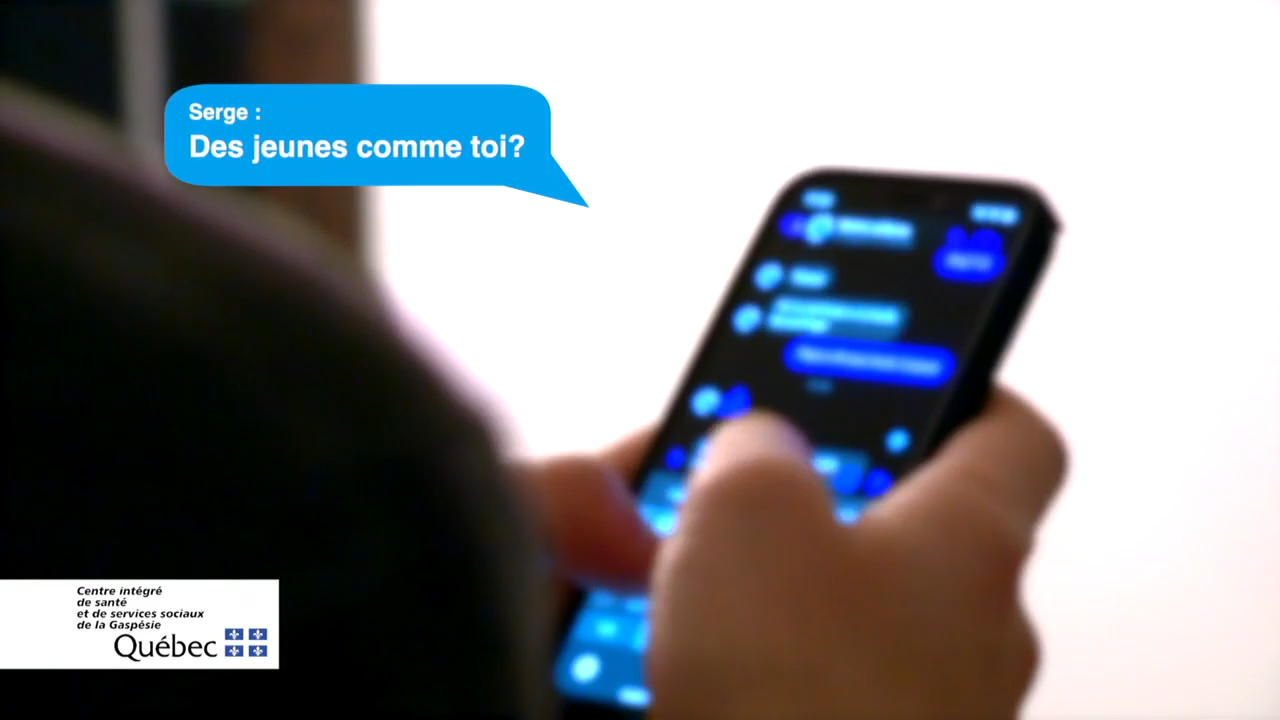 Serge :
Des jeunes comme toi?
Centre intégré
de santé
et de services sociaux
de la Gaspésie
Québec